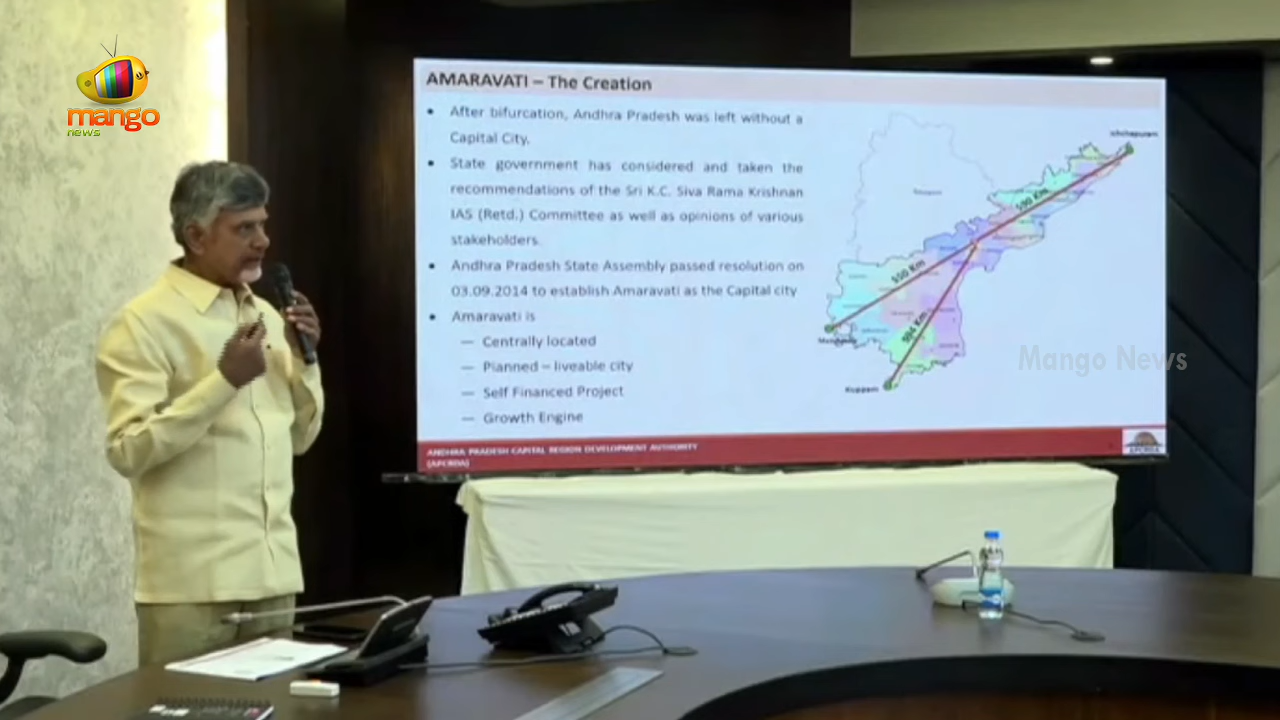 mango
news
AMARAVATI – The Creation
• After bifurcation, Andhra Pradesh was left without a
Capital City.
• State government has considered and taken the
recommendations of the Sri K.C. Siva Rama Krishnan
IAS (Retd.) Committee as well as opinions of various
stakeholders.
• Andhra Pradesh State Assembly passed resolution on
03.09.2014 to establish Amaravati as the Capital city
• Amaravati is
— Centrally located
— Planned – liveable city
— Self Financed Project
— Growth Engine
Ichchapuram
590 Km
Kuppam
Mango News
ANDHRA PRADESH CAPITAL REGION DEVELOPMENT AUTHORITY
(APCRDA)
APCRDA